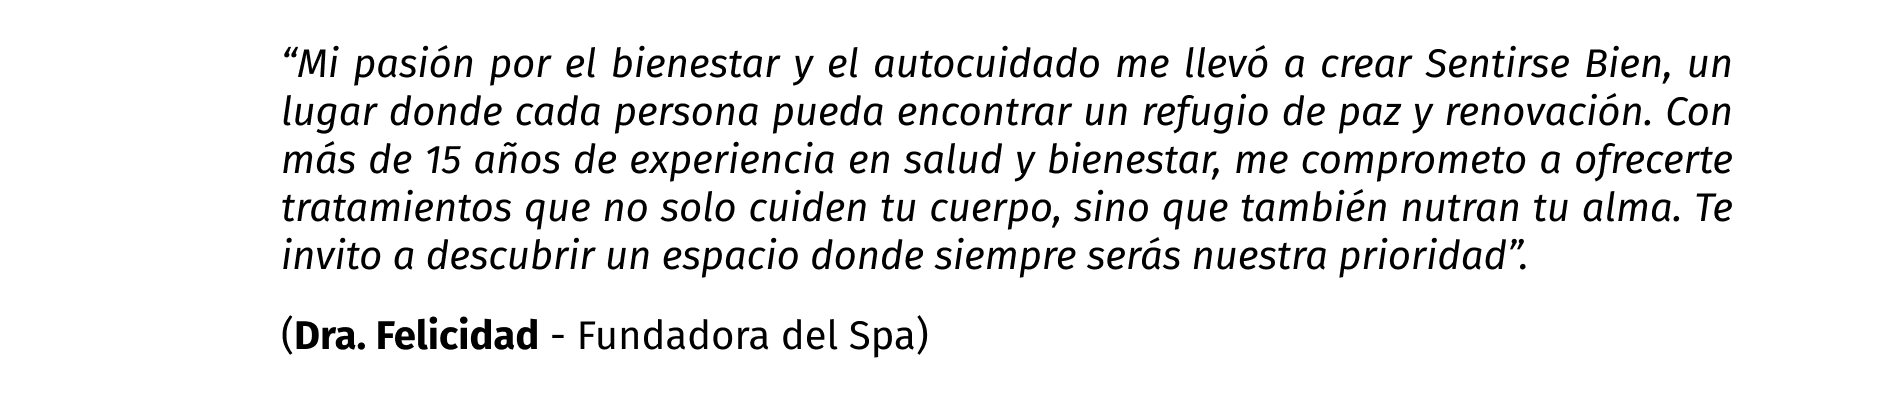 “Mi pasión por el bienestar y el autocuidado me llevó a crear Sentirse Bien, un
lugar donde cada persona pueda encontrar un refugio de paz y renovación. Con
más de 15 años de experiencia en salud y bienestar, me comprometo a ofrecerte
tratamientos que no solo cuiden tu cuerpo, sino que también nutran tu alma. Te
invito a descubrir un espacio donde siempre serás nuestra prioridad”.
(Dra. Felicidad - Fundadora del Spa)